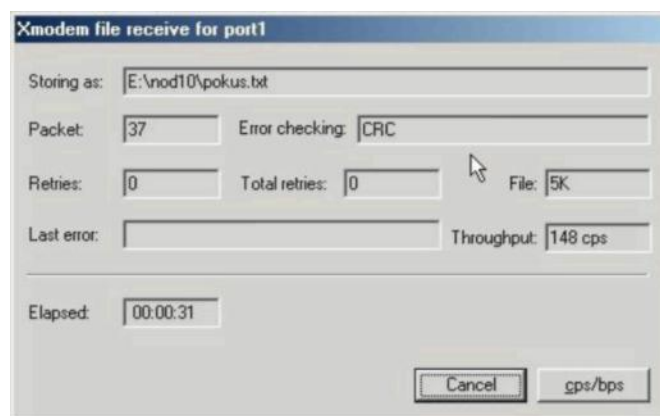 Xmodem file receive for port1
Storing as: E:\nod10\pokus.txt
Packet: 37 Error checking: CRC
Retries: 0 Total retries: 0 File: 5K
Last error: Throughput: 148 cps
Elapsed: 00:00:31
Cancel cps/bps